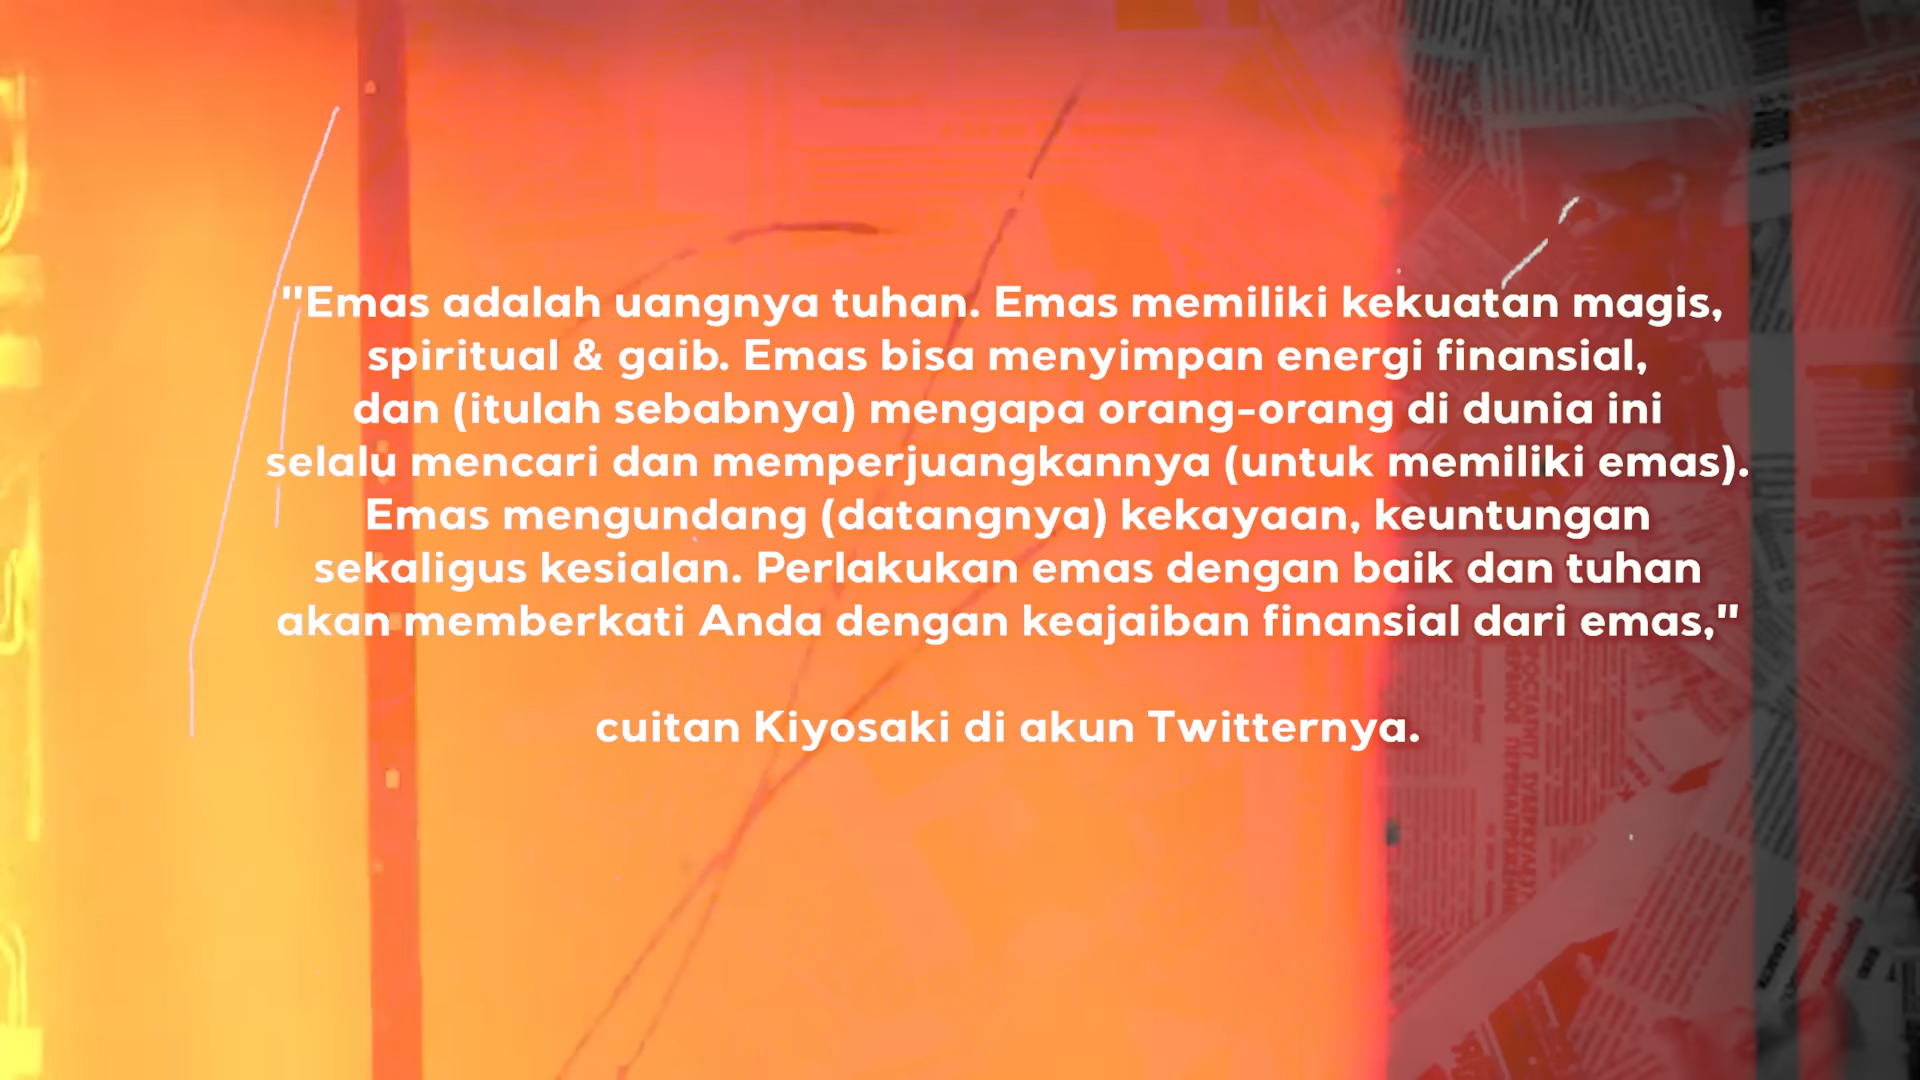 "Emas adalah uangnya tuhan. Emas memiliki kekuatan magis,
spiritual & gaib. Emas bisa menyimpan energi finansial,
dan (itulah sebabnya) mengapa orang-orang di dunia ini
selalu mencari dan memperjuangkannya (untuk memiliki emas).
Emas mengundang (datangnya) kekayaan, keuntungan
sekaligus kesialan. Perlakukan emas dengan baik dan tuhan
akan memberkati Anda dengan keajaiban finansial dari emas,"
cuitan Kiyosaki di akun Twitternya.